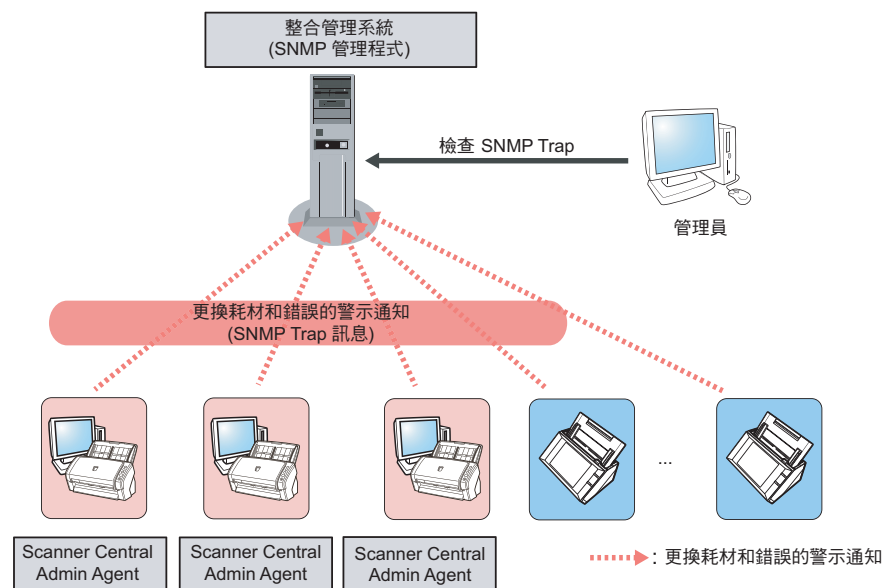 整合管理系統
(SNMP 管理程式)
檢查 SNMP Trap
管理員
更換耗材和錯誤的警示通知
(SNMP Trap 訊息)
...
Scanner Central
Admin Agent
Scanner Central
Admin Agent
Scanner Central
Admin Agent
: 更換耗材和錯誤的警示通知